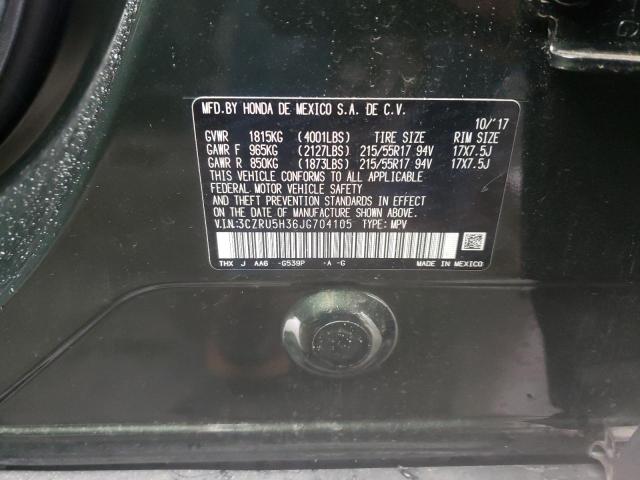 MFD.BY HONDA DE MEXICO S.A. DE C.V.
10/'17
GVWR 1815KG (4001LBS) TIRE SIZE RIM SIZE
GAWR F 965KG (2127LBS) 215/55R17 94V 17X7.5J
GAWR R 850KG (1873LBS) 215/55R17 94V 17X7.5J
THIS VEHICLE CONFORMS TO ALL APPLICABLE
FEDERAL MOTOR VEHICLE SAFETY
AND THEFT PREVENTION STANDARDS IN EFFECT
ON THE DATE OF MANUFACTURE SHOWN ABOVE.
V.I.N:3CZRU5H36JG704105 TYPE: MPV
THX J AA6 -G539P -A -G MADE IN MEXICO